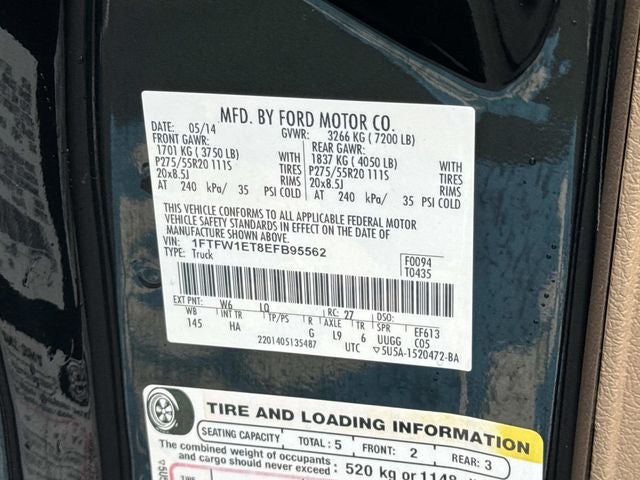 MFD. BY FORD MOTOR CO.
DATE: 05/14 GVWR: 3266 KG ( 7200 LB)
FRONT GAWR: REAR GAWR:
1701 KG ( 3750 LB) WITH 1837 KG ( 4050 LB) WITH
P275/55R20 111S TIRES P275/55R20 111S TIRES
20x8.5J RIMS 20x8.5J RIMS
AT 240 kPa/ 35 PSI COLD AT 240 kPa/ 35 PSI COLD
THIS VEHICLE CONFORMS TO ALL APPLICABLE FEDERAL MOTOR
VEHICLE SAFETY STANDARDS IN EFFECT ON THE DATE OF
MANUFACTURE SHOWN ABOVE.
VIN: 1FTFW1ET8EFB95562
TYPE: Truck
F0094
T0435
EXT PNT: W6 LQ RC: 27 DSO:
WB INT TR TP/PS R AXLE TR SPR EF613
145 HA G L9 6 UUGG C05
UTC ▽5U5A-1520472-BA
2201405135487
TIRE AND LOADING INFORMATION
SEATING CAPACITY TOTAL : 5 FRONT: 2 REAR: 3
The combined weight of occupants
and cargo should never exceed : 520 kg or 1148